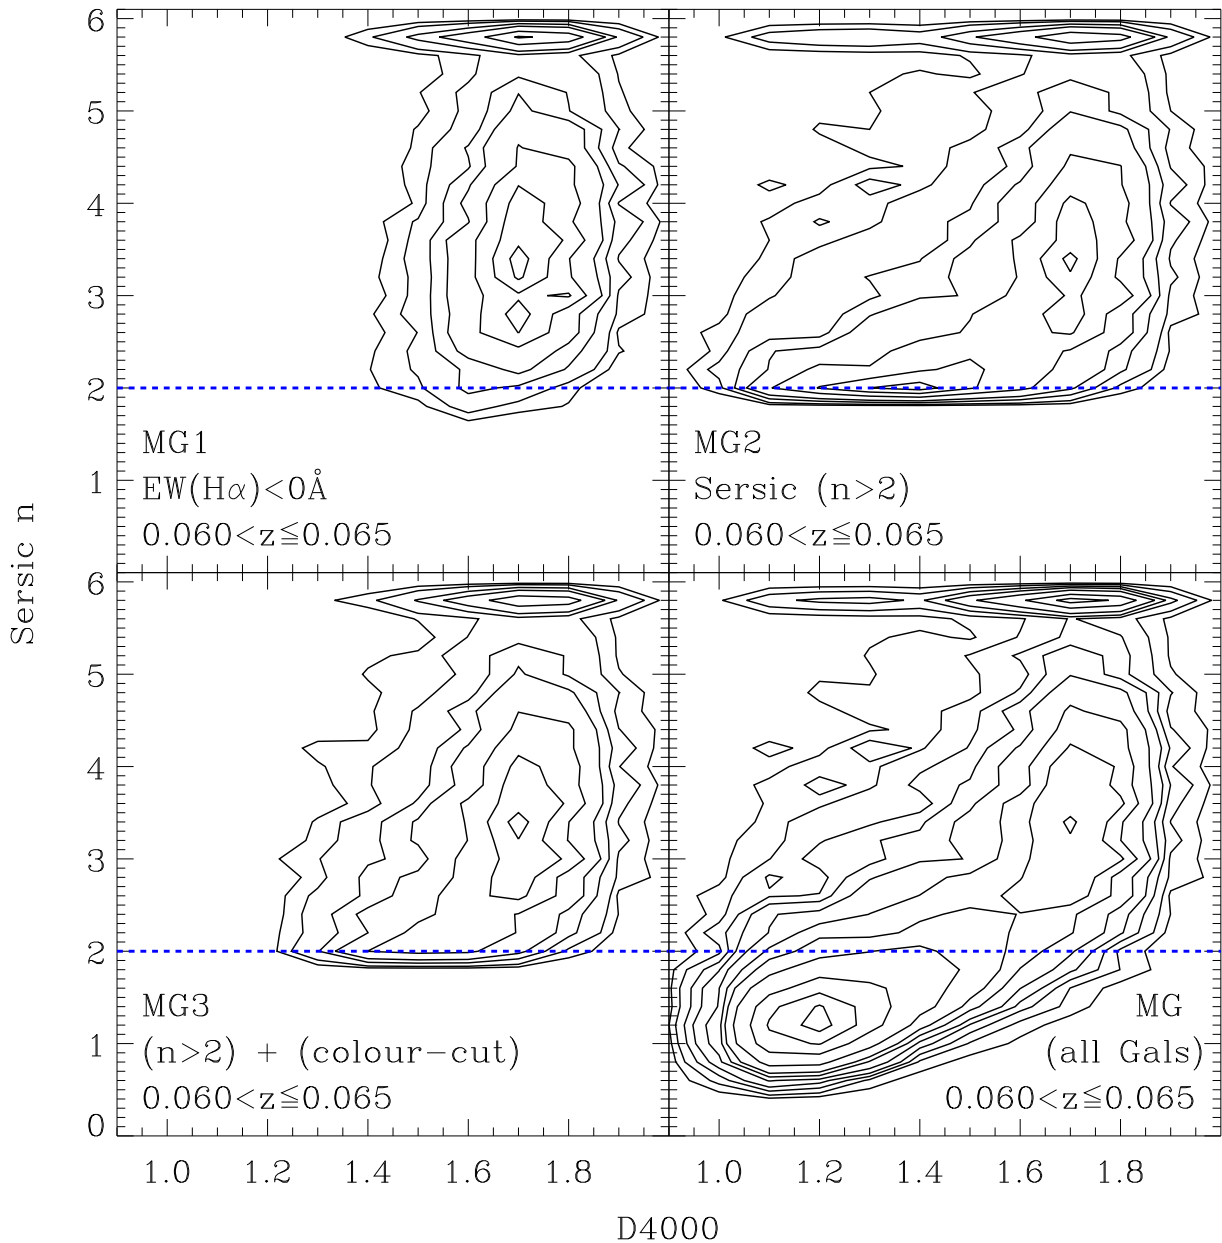 6
5
4
3
2
1
MG1
EW(Hα)<0Å
0.060<z≦0.065
MG2
Sersic (n>2)
0.060<z≦0.065
Sersic n
6
5
4
3
2
1
0
MG3
(n>2) + (colour-cut)
0.060<z≦0.065
MG
(all Gals)
0.060<z≦0.065
1.0 1.2 1.4 1.6 1.8 1.0 1.2 1.4 1.6 1.8
D4000